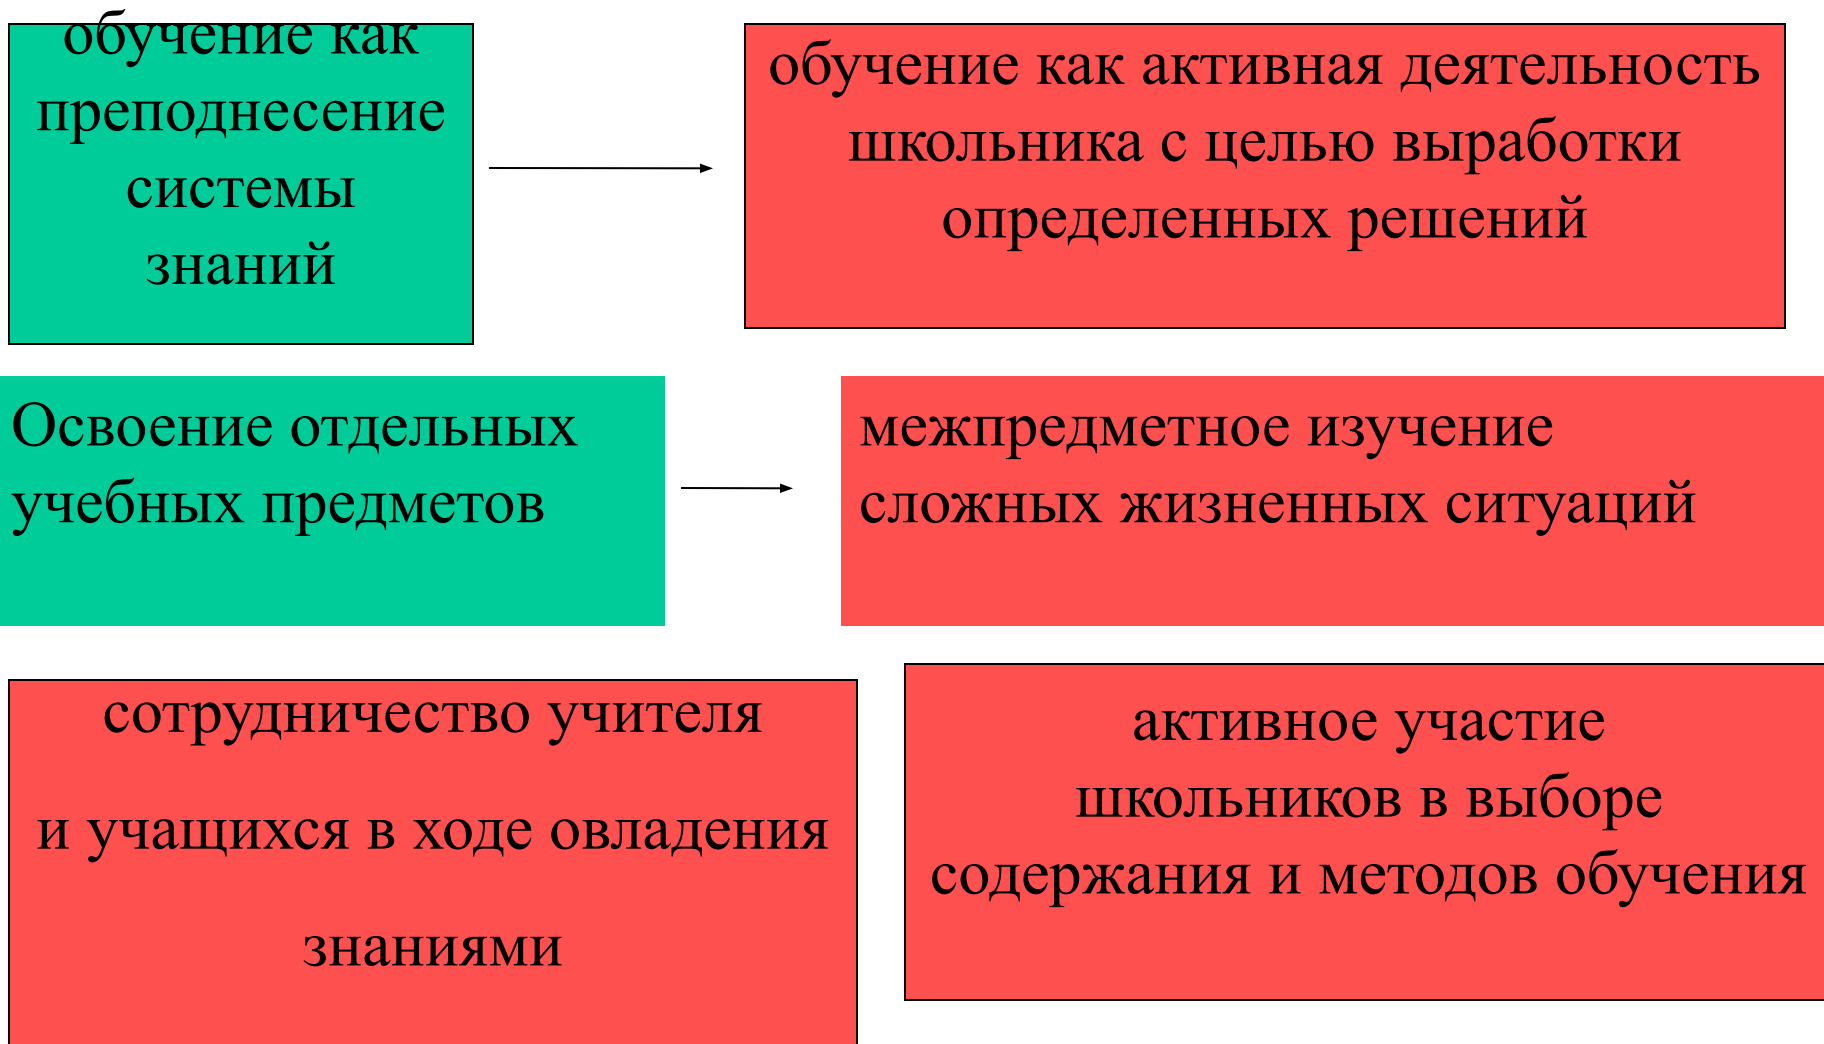 обучение как
преподнесение
системы
знаний
обучение как активная деятельность
школьника с целью выработки
определенных решений
Освоение отдельных
учебных предметов
межпредметное изучение
сложных жизненных ситуаций
сотрудничество учителя
и учащихся в ходе овладения
знаниями
активное участие
школьников в выборе
содержания и методов обучения